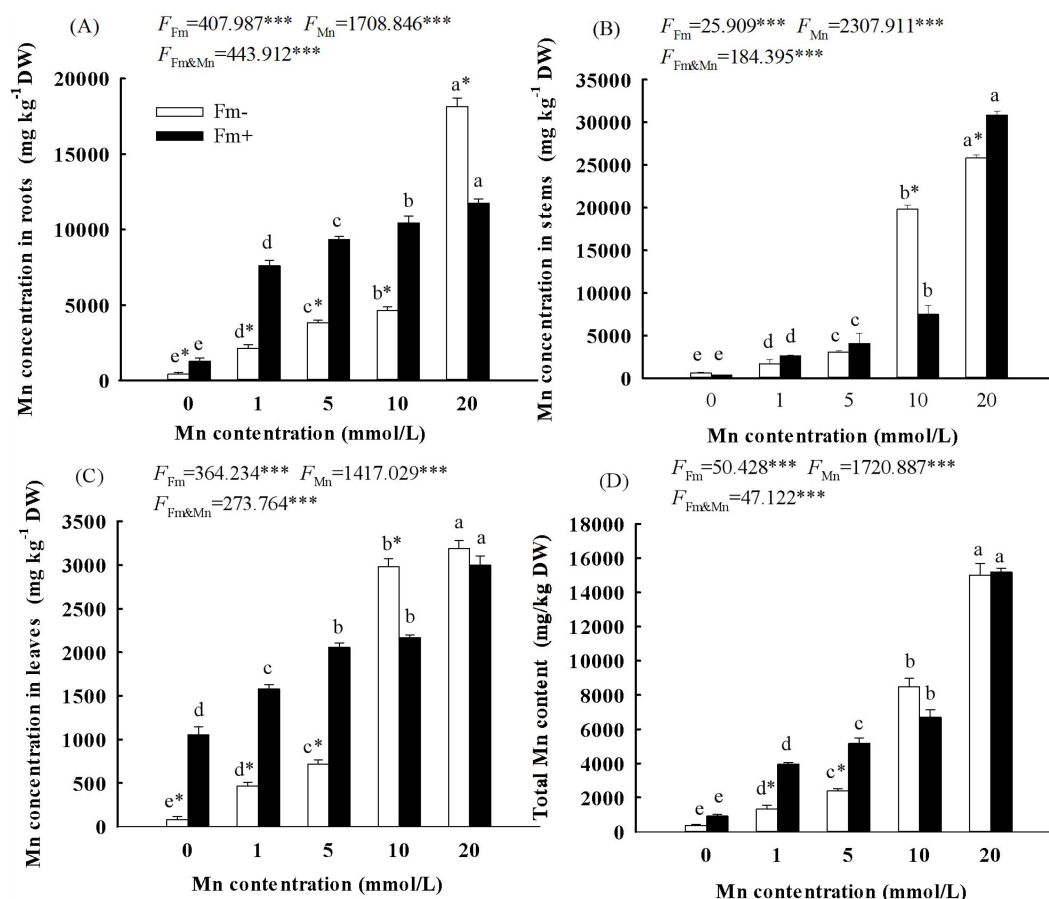 (A)
F_Fm=407.987*** F_Mn=1708.846***
F_Fm&Mn=443.912***
Mn concentration in roots (mg kg⁻¹ DW)
20000
15000
10000
5000
0
Fm-
Fm+
e* e d* d c* c b* b a* a
0 1 5 10 20
Mn contentration (mmol/L)
(B)
F_Fm=25.909*** F_Mn=2307.911***
F_Fm&Mn=184.395***
Mn concentration in stems (mg kg⁻¹ DW)
35000
30000
25000
20000
15000
10000
5000
0
e e d d c c b* b a* a
0 1 5 10 20
Mn contentration (mmol/L)
(C)
F_Fm=364.234*** F_Mn=1417.029***
F_Fm&Mn=273.764***
Mn concentration in leaves (mg kg⁻¹ DW)
3500
3000
2500
2000
1500
1000
500
0
e* d d* c c* b b* b a a
0 1 5 10 20
Mn contentration (mmol/L)
(D)
F_Fm=50.428*** F_Mn=1720.887***
F_Fm&Mn=47.122***
Total Mn content (mg/kg DW)
18000
16000
14000
12000
10000
8000
6000
4000
2000
0
e e d* d c* c b b a a
0 1 5 10 20
Mn contentration (mmol/L)